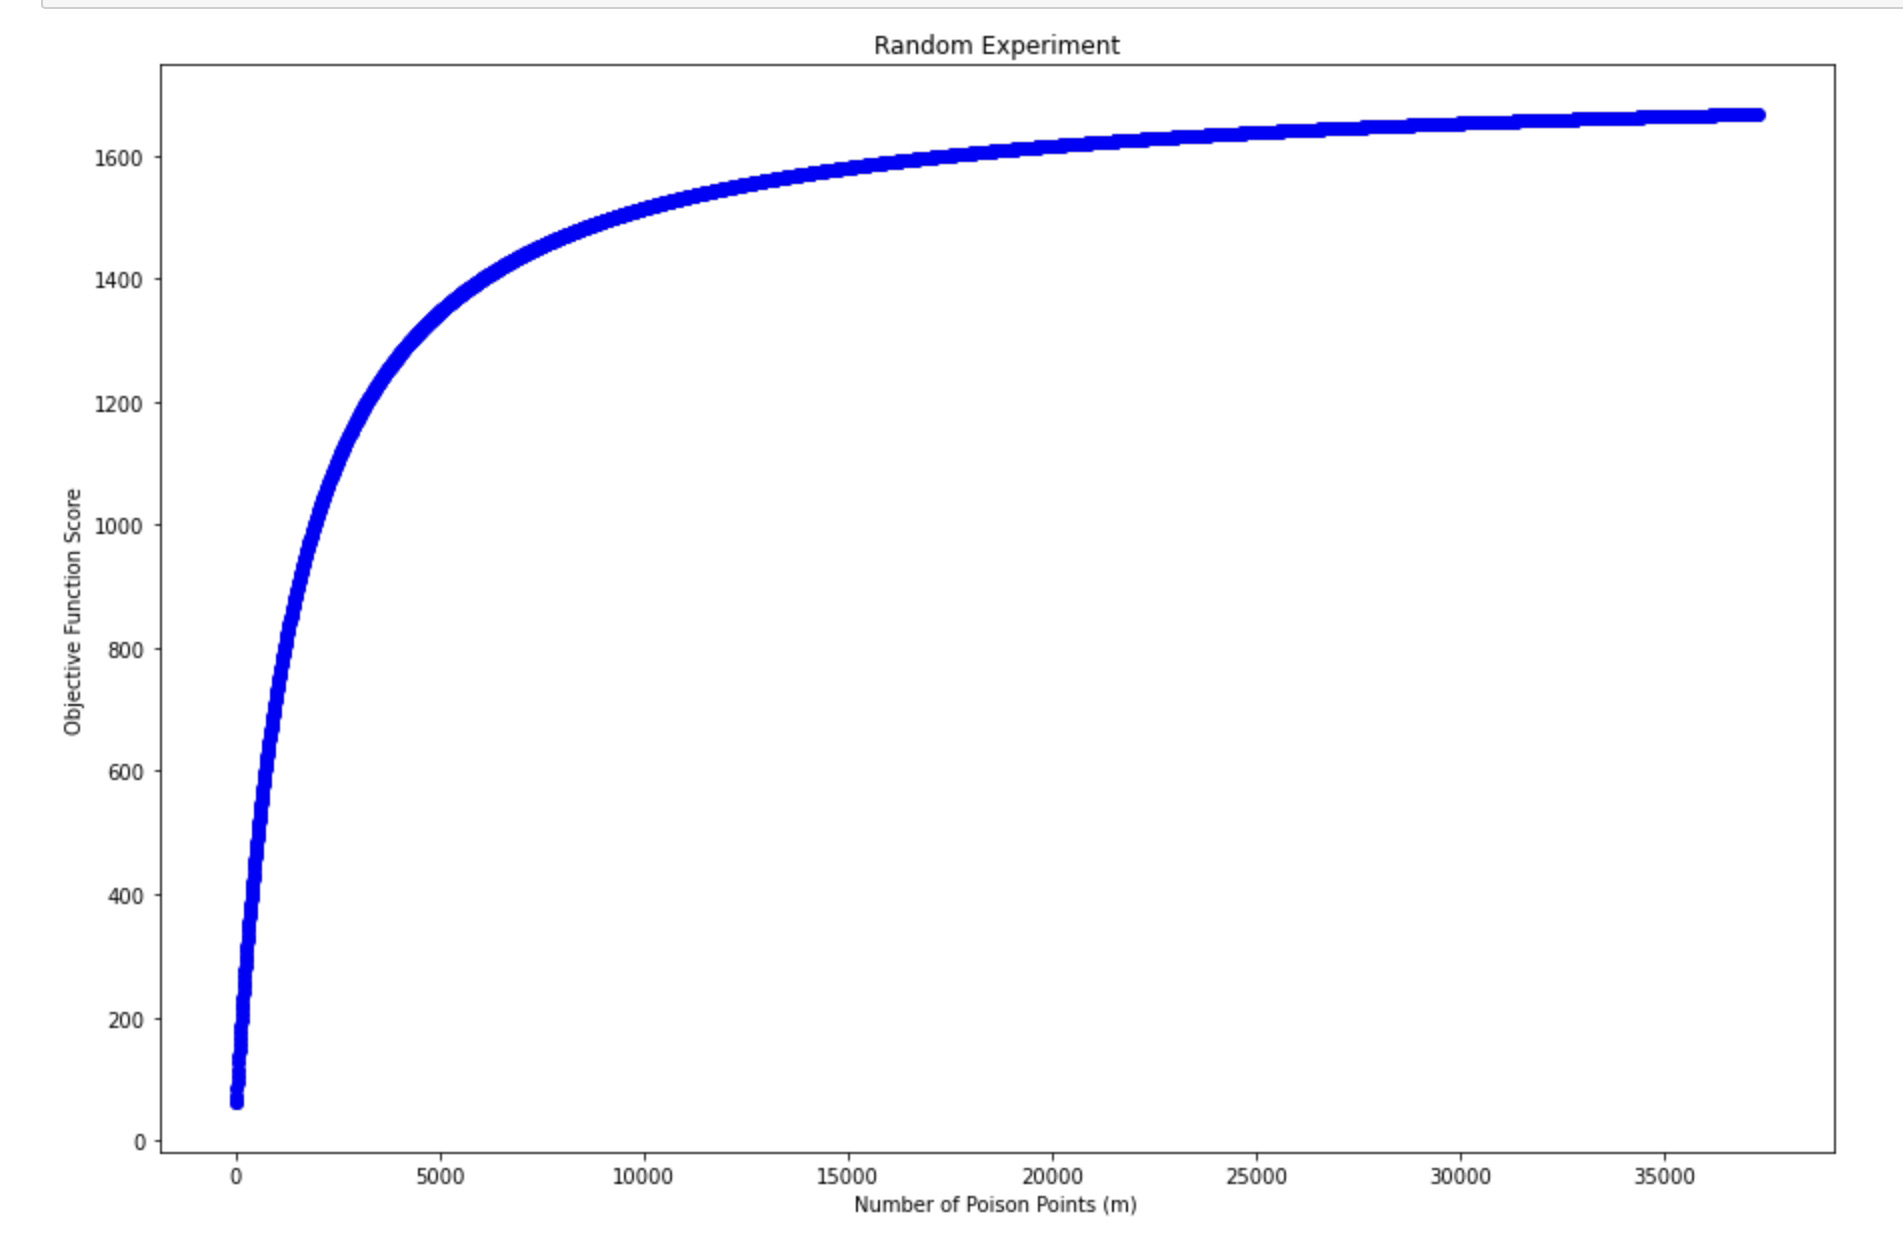 Random Experiment
1600
1400
1200
1000
800
600
400
200
0
Objective Function Score
0 5000 10000 15000 20000 25000 30000 35000
Number of Poison Points (m)